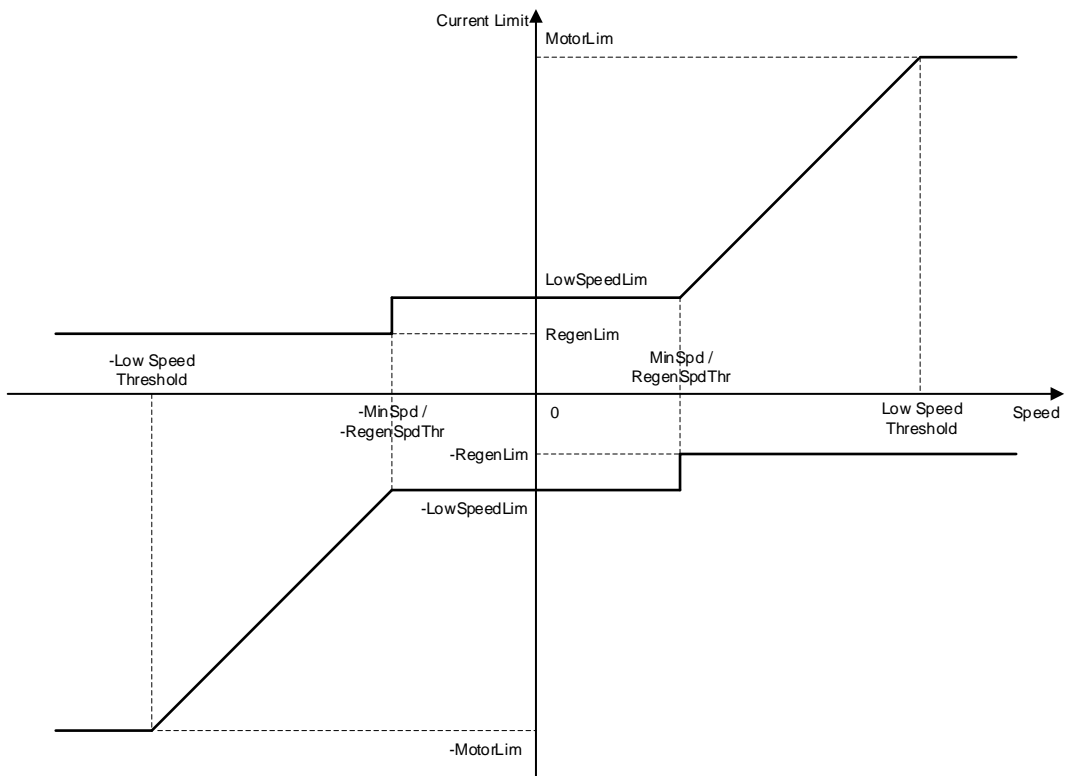 Current Limit
MotorLim
LowSpeedLim
RegenLim
-Low Speed
Threshold
MinSpd /
RegenSpdThr
-MinSpd /
-RegenSpdThr
0
Low Speed
Threshold
Speed
-RegenLim
-LowSpeedLim
-MotorLim